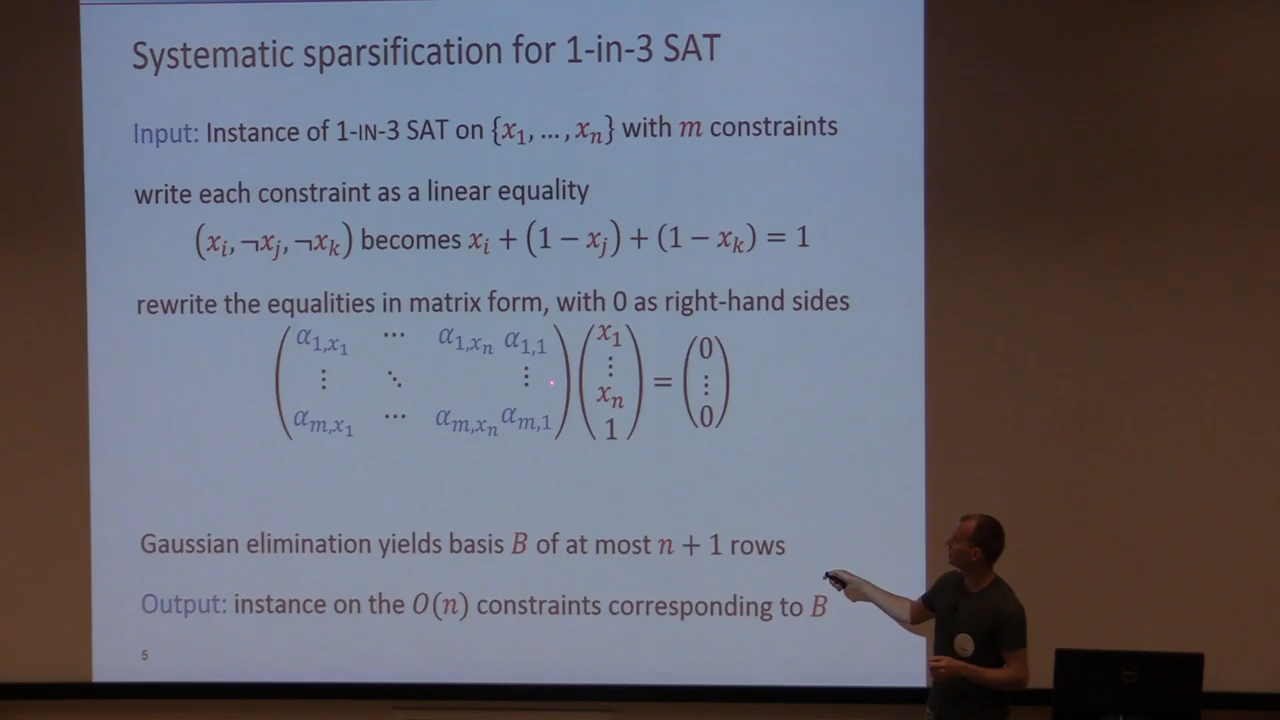 Systematic sparsification for 1-in-3 SAT
Input: Instance of 1-IN-3 SAT on {x₁, …, xₙ} with m constraints
write each constraint as a linear equality
(xᵢ, ¬xⱼ, ¬xₖ) becomes xᵢ + (1 − xⱼ) + (1 − xₖ) = 1
rewrite the equalities in matrix form, with 0 as right-hand sides
α₁,ₓ₁ ⋯ α₁,ₓₙ α₁,₁ x₁ 0
⋮ ⋱ ⋮ ⋮ = ⋮
αₘ,ₓ₁ ⋯ αₘ,ₓₙ αₘ,₁ xₙ 0
1
Gaussian elimination yields basis B of at most n + 1 rows
Output: instance on the O(n) constraints corresponding to B
5